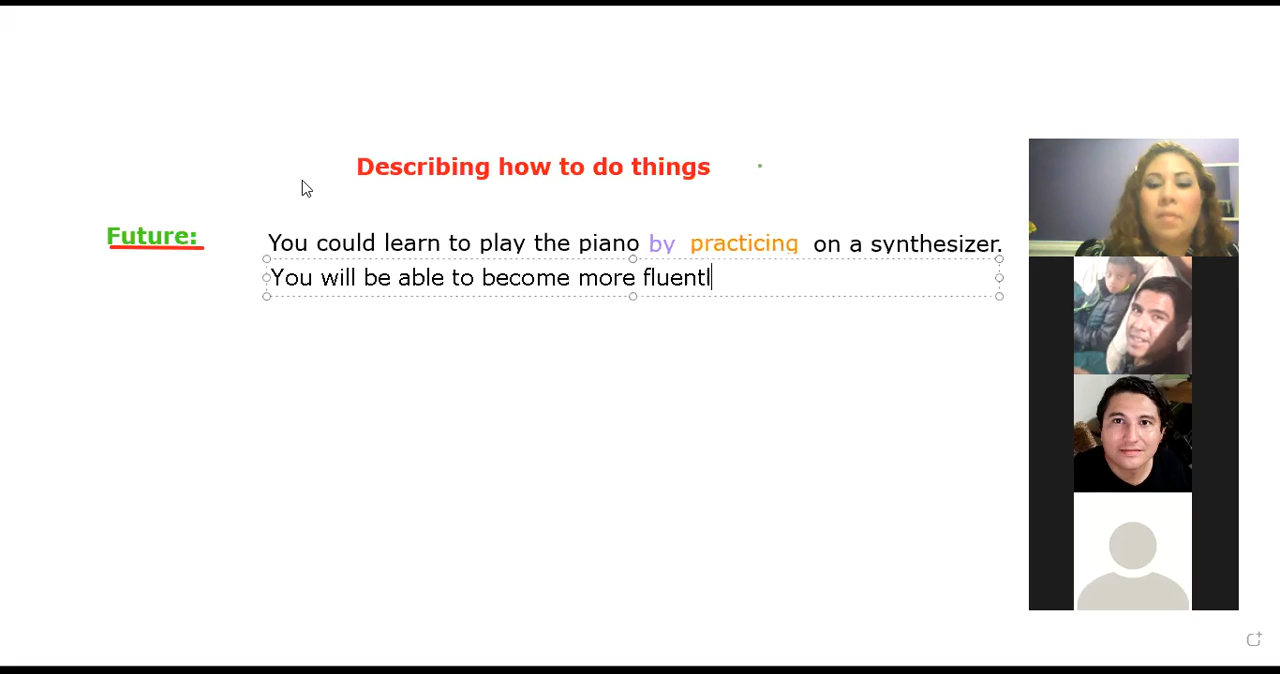 Describing how to do things
Future:
You could learn to play the piano by practicing on a synthesizer.
You will be able to become more fluentl